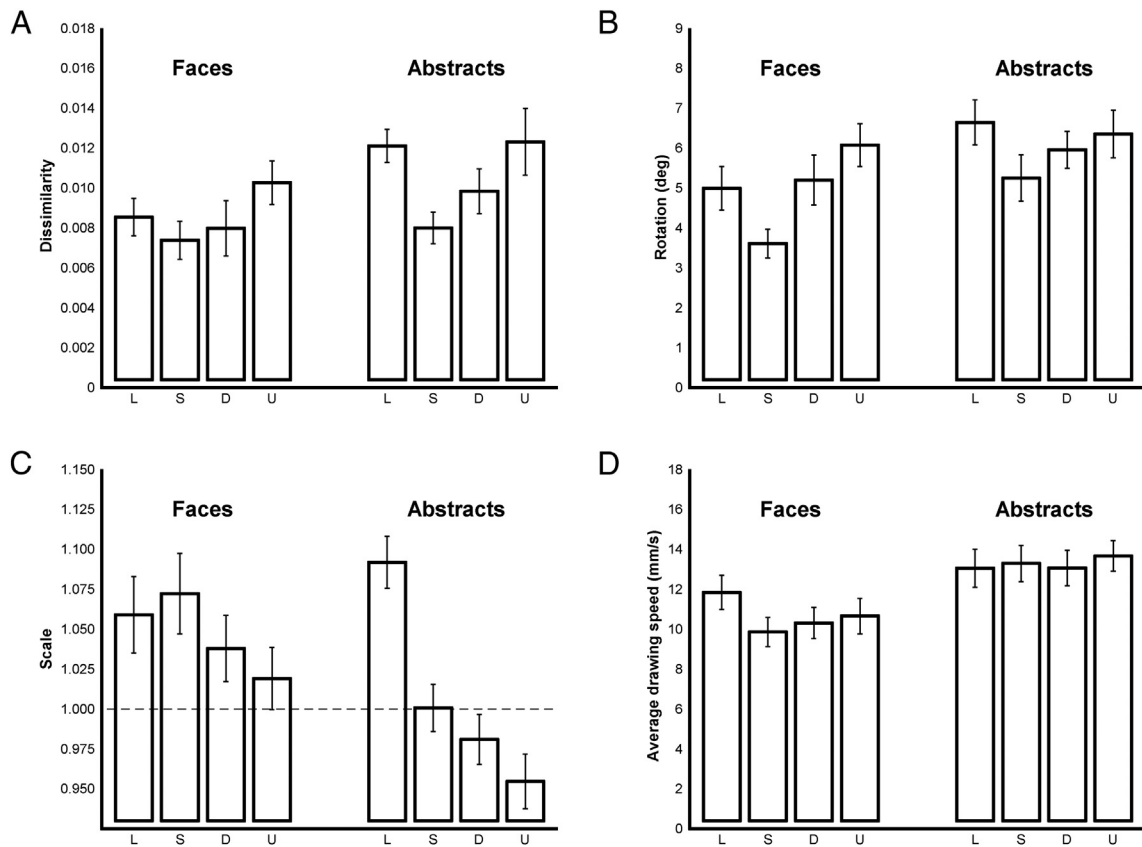 A
Dissimilarity
0.018
0.016
0.014
0.012
0.010
0.008
0.006
0.004
0.002
0
Faces
Abstracts
L S D U L S D U
B
Rotation (deg)
9
8
7
6
5
4
3
2
1
0
Faces
Abstracts
L S D U L S D U
C
Scale
1.150
1.125
1.100
1.075
1.050
1.025
1.000
0.975
0.950
Faces
Abstracts
L S D U L S D U
D
Average drawing speed (mm/s)
18
16
14
12
10
8
6
4
2
0
Faces
Abstracts
L S D U L S D U